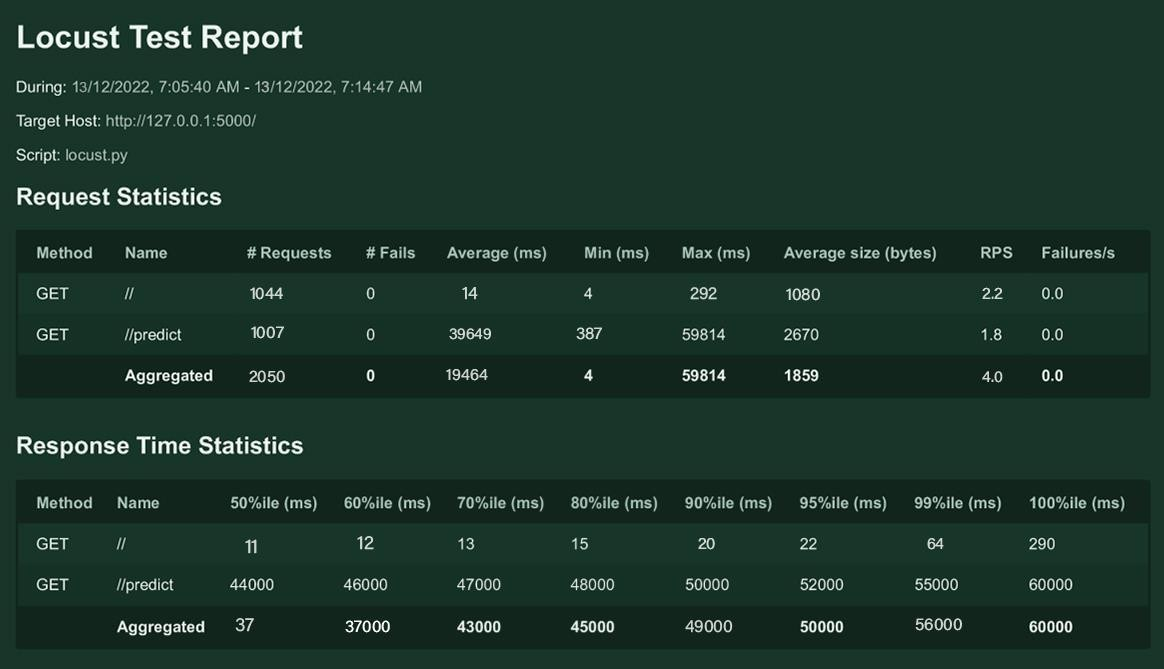 Locust Test Report
During: 13/12/2022, 7:05:40 AM - 13/12/2022, 7:14:47 AM
Target Host: http://127.0.0.1:5000/
Script: locust.py
Request Statistics
Method Name # Requests # Fails Average (ms) Min (ms) Max (ms) Average size (bytes) RPS Failures/s
GET // 1044 0 14 4 292 1080 2.2 0.0
GET //predict 1007 0 39649 387 59814 2670 1.8 0.0
Aggregated 2050 0 19464 4 59814 1859 4.0 0.0
Response Time Statistics
Method Name 50%ile (ms) 60%ile (ms) 70%ile (ms) 80%ile (ms) 90%ile (ms) 95%ile (ms) 99%ile (ms) 100%ile (ms)
GET // 11 12 13 15 20 22 64 290
GET //predict 44000 46000 47000 48000 50000 52000 55000 60000
Aggregated 37 37000 43000 45000 49000 50000 56000 60000